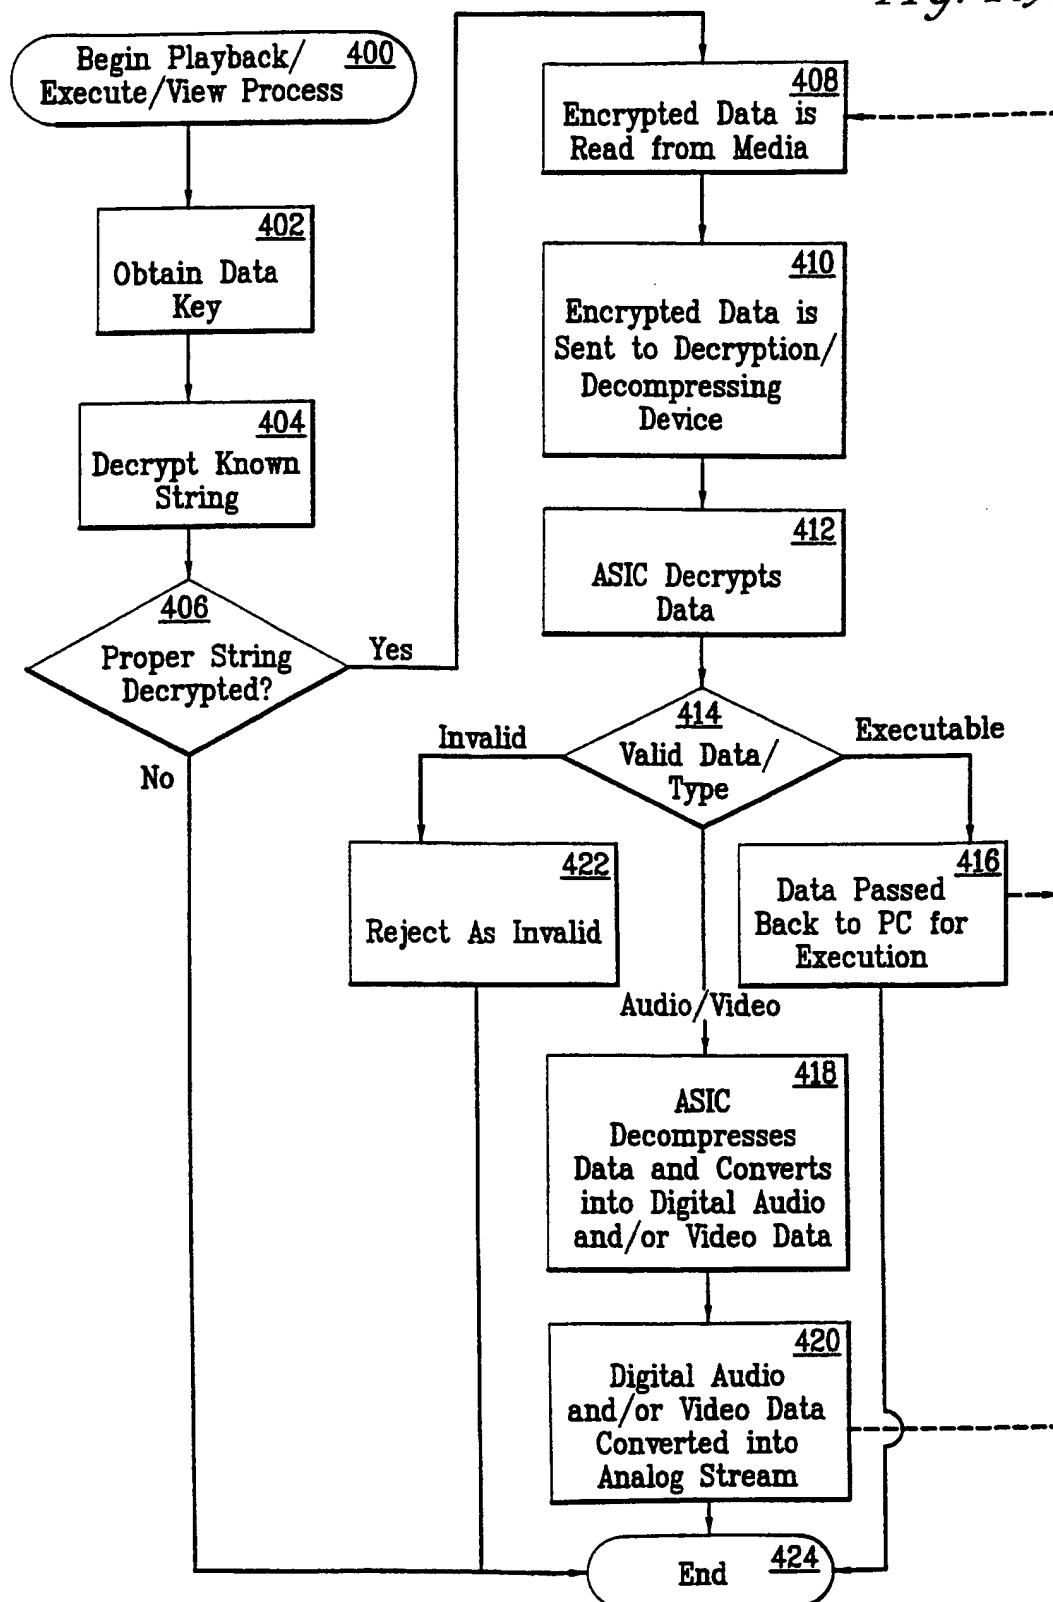 Begin Playback/ 400
Execute/View Process
402
Obtain Data
Key
404
Decrypt Known
String
406
Proper String
Decrypted?
Yes
No
408
Encrypted Data is
Read from Media
410
Encrypted Data is
Sent to Decryption/
Decompressing
Device
412
ASIC Decrypts
Data
414
Valid Data/
Type
Invalid
Executable
422
Reject As Invalid
416
Data Passed
Back to PC for
Execution
Audio/Video
418
ASIC
Decompresses
Data and Converts
into Digital Audio
and/or Video Data
420
Digital Audio
and/or Video Data
Converted into
Analog Stream
End 424